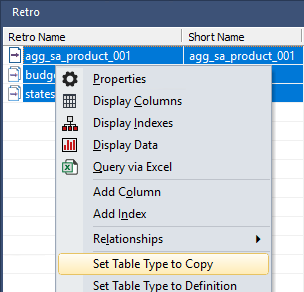 Retro
Retro Name Short Name
agg_sa_product_001 agg_sa_product_001
budge
states
Properties
Display Columns
Display Indexes
Display Data
Query via Excel
Add Column
Add Index
Relationships
Set Table Type to Copy
Set Table Type to Definition